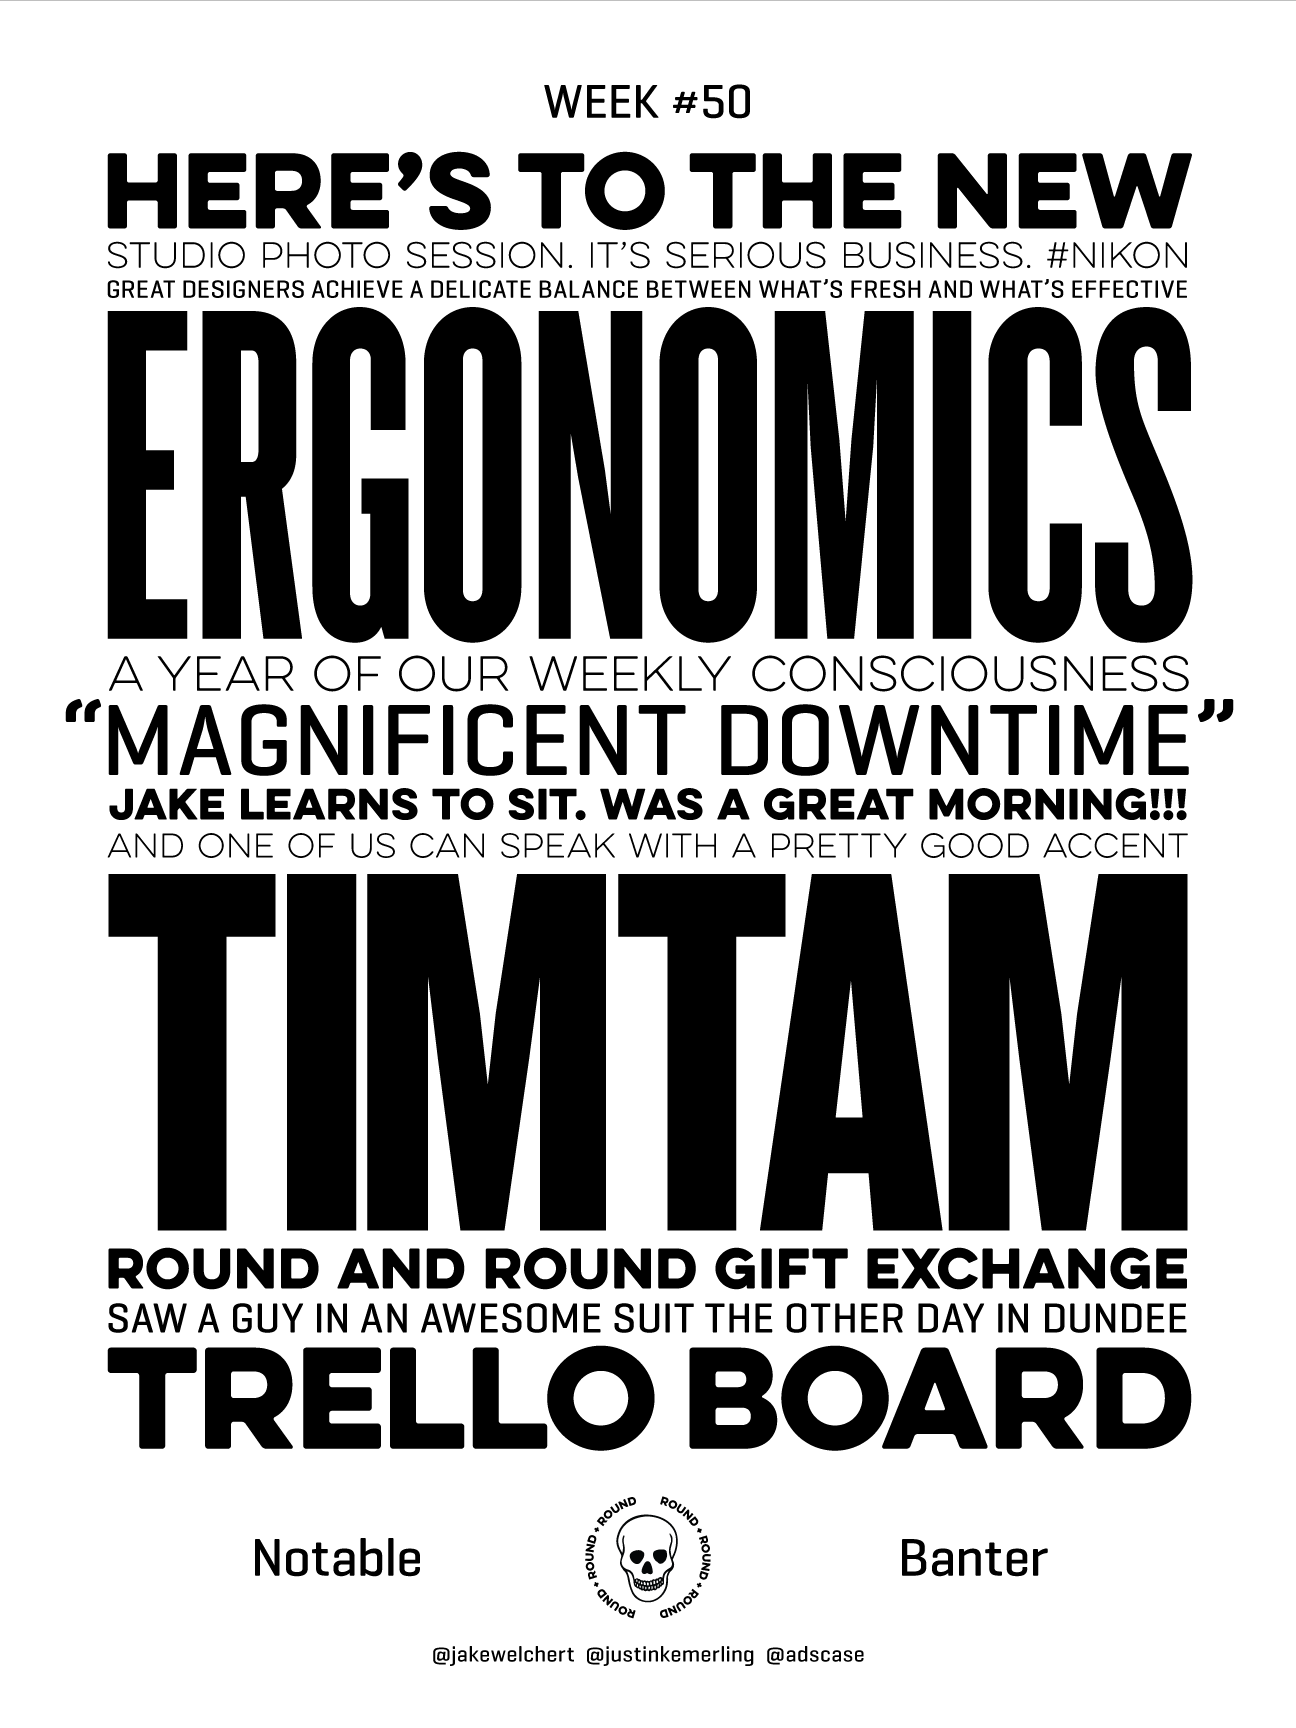 WEEK #50
HERE’S TO THE NEW
STUDIO PHOTO SESSION. IT’S SERIOUS BUSINESS. #NIKON
GREAT DESIGNERS ACHIEVE A DELICATE BALANCE BETWEEN WHAT’S FRESH AND WHAT’S EFFECTIVE
ERGONOMICS
A YEAR OF OUR WEEKLY CONSCIOUSNESS
“MAGNIFICENT DOWNTIME”
JAKE LEARNS TO SIT. WAS A GREAT MORNING!!!
AND ONE OF US CAN SPEAK WITH A PRETTY GOOD ACCENT
TIMTAM
ROUND AND ROUND GIFT EXCHANGE
SAW A GUY IN AN AWESOME SUIT THE OTHER DAY IN DUNDEE
TRELLO BOARD
Notable
ROUND + ROUND + ROUND
ROUND + ROUND + ROUND
Banter
@jakewelchert @justinkemerling @adscase